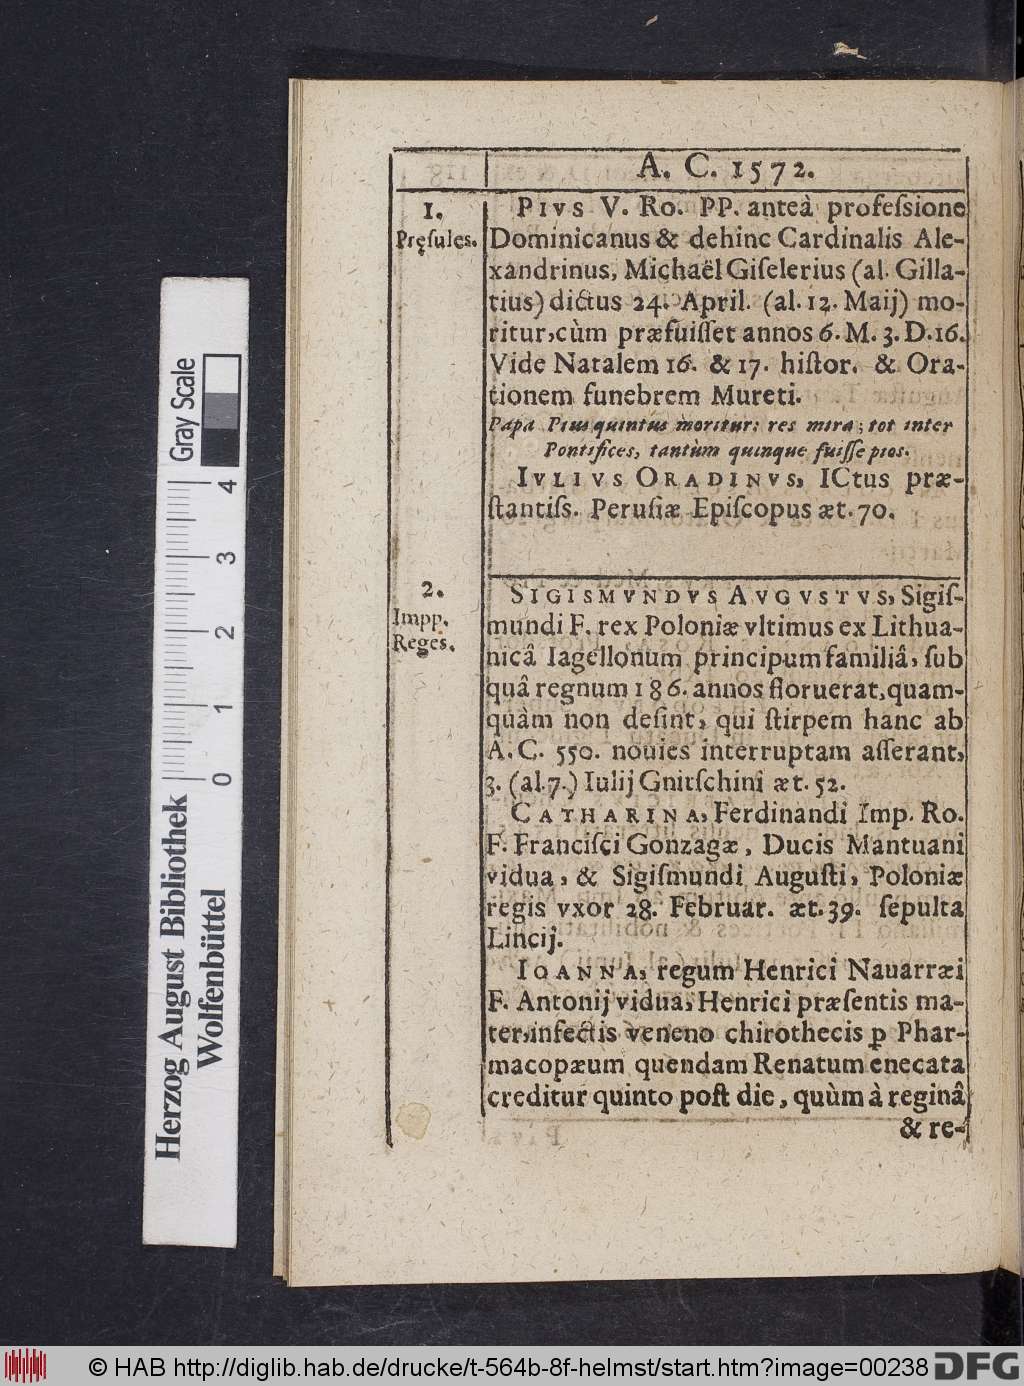 A. C. 1572.
1.
Pręsules.
PIVS V. Ro. PP. anteà profeſsione
Dominicanus & dehinc Cardinalis Ale-
xandrinus, Michaël Giſelerius (al. Gilla-
tius) dictus 24. April. (al. 12. Maij) mo-
ritur, cùm præfuiſſet annos 6. M. 3. D. 16.
Vide Natalem 16. & 17. hiſtor. & Ora-
tionem funebrem Mureti.
Papa Pius quintus moritur: res mira; tot inter
Pontifices, tantùm quinque fuiſſe pios.
IVLIVS ORADINVS, ICtus præ-
ſtantiſs. Peruſiæ Epiſcopus æt. 70.
2.
Impp.
Reges.
SIGISMVNDVS AVGVSTVS, Sigiſ-
mundi F. rex Poloniæ vltimus ex Lithua-
nicâ Iagellonum principum familiâ, ſub
quâ regnum 186. annos floruerat, quam-
quàm non deſint, qui ſtirpem hanc ab
A. C. 550. nouies interruptam aſſerant,
3. (al. 7.) Iulij Gnitſchini æt. 52.
CATHARINA, Ferdinandi Imp. Ro.
F. Franciſci Gonzagæ, Ducis Mantuani
vidua, & Sigiſmundi Auguſti, Poloniæ
regis vxor 28. Februar. æt. 39. ſepulta
Lincij.
IOANNA, regum Henrici Nauarræi
F. Antonij vidua, Henrici præſentis ma-
ter, infectis veneno chirothecis ꝑ Phar-
macopæum quendam Renatum enecata
creditur quinto poſt die, quùm à reginâ
& re-
Herzog August Bibliothek
Wolfenbüttel
0 1 2 3 4
Gray Scale
© HAB http://diglib.hab.de/drucke/t-564b-8f-helmst/start.htm?image=00238
DFG